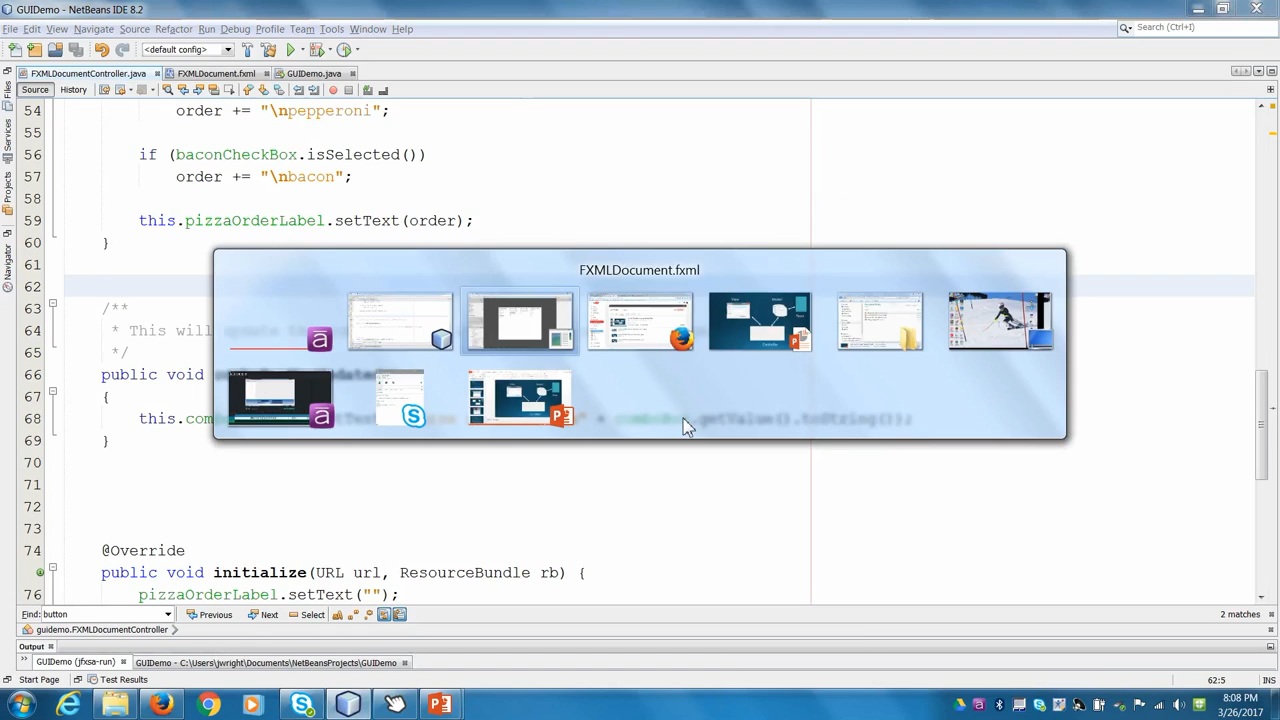 GUIDemo - NetBeans IDE 8.2
File Edit View Navigate Source Refactor Run Debug Profile Team Tools Window Help
Search (Ctrl+I)
<default config>
FXMLDocumentController.java
FXMLDocument.fxml
GUIDemo.java
Source History
Files
Services
Projects
Navigator
54 order += "\npepperoni";
55
56 if (baconCheckBox.isSelected())
57 order += "\nbacon";
58
59 this.pizzaOrderLabel.setText(order);
60 }
61
62
FXMLDocument.fxml
63 /**
64 * This will
65 */
66 public void
67 {
68 this.com
69 }
70
71
72
73
74 @Override
public void initialize(URL url, ResourceBundle rb) {
76 pizzaOrderLabel.setText("");
Find: button
Previous Next Select
2 matches
guidemo.FXMLDocumentController
Output
GUIDemo (jfxsa-run)
GUIDemo - C:\Users\jwright\Documents\NetBeansProjects\GUIDemo
Start Page
Test Results
62:5
INS
8:08 PM
3/26/2017